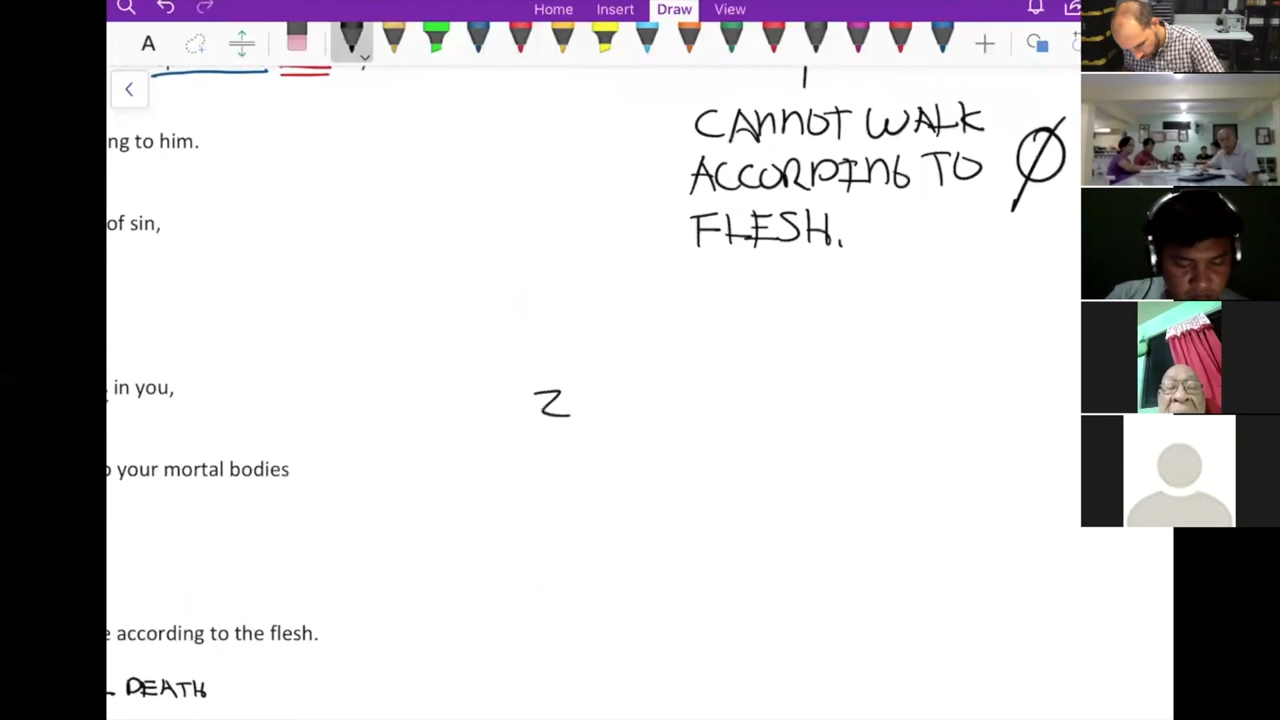 Home Insert Draw View
A
ng to him.
CANNOT WALK
ACCORDING TO
FLESH.
Ø
of sin,
in you,
2
your mortal bodies
according to the flesh.
DEATH